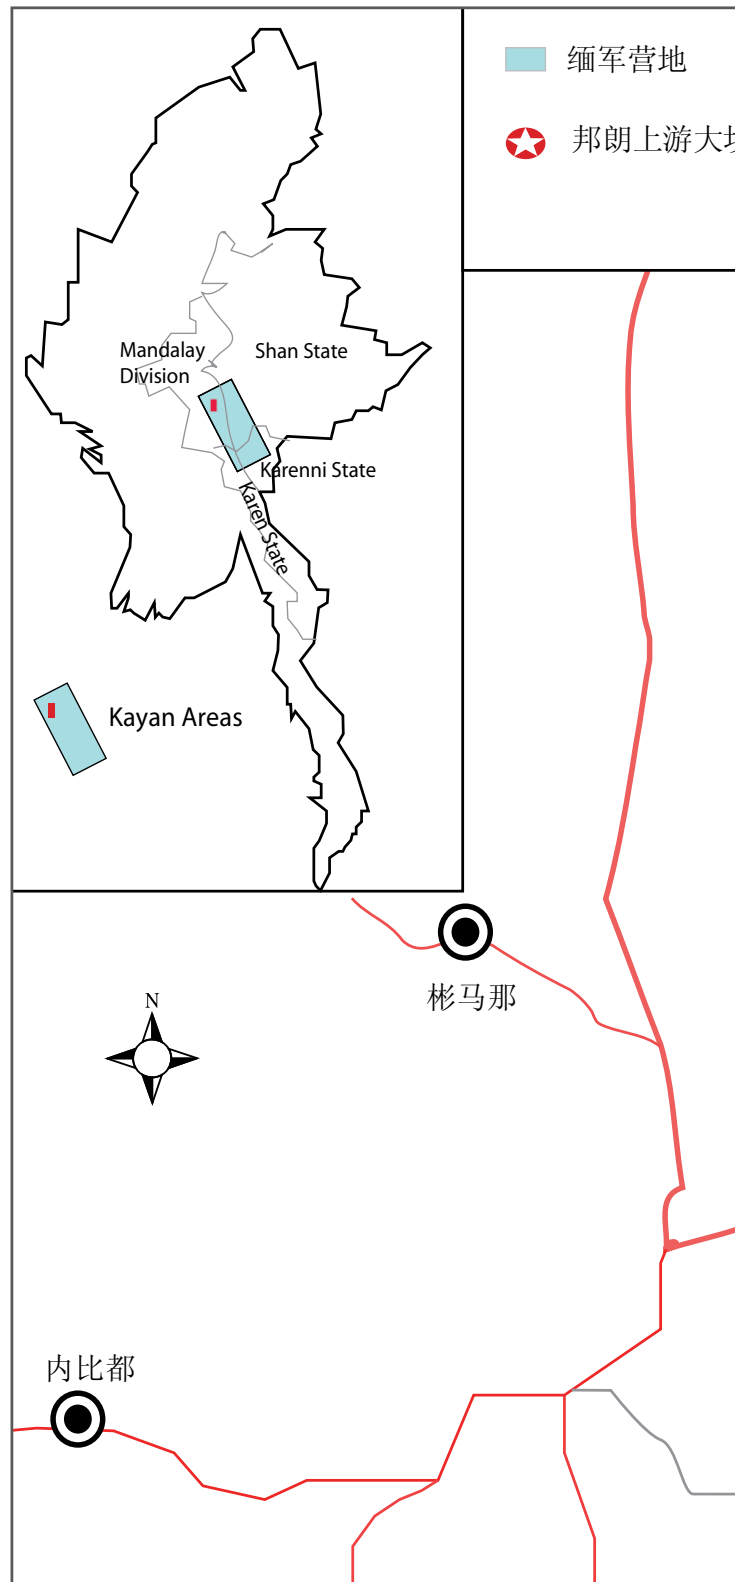 缅军营地
邦朗上游大
Mandalay
Division
Shan State
Karenni State
Karen State
Kayan Areas
彬马那
N
内比都